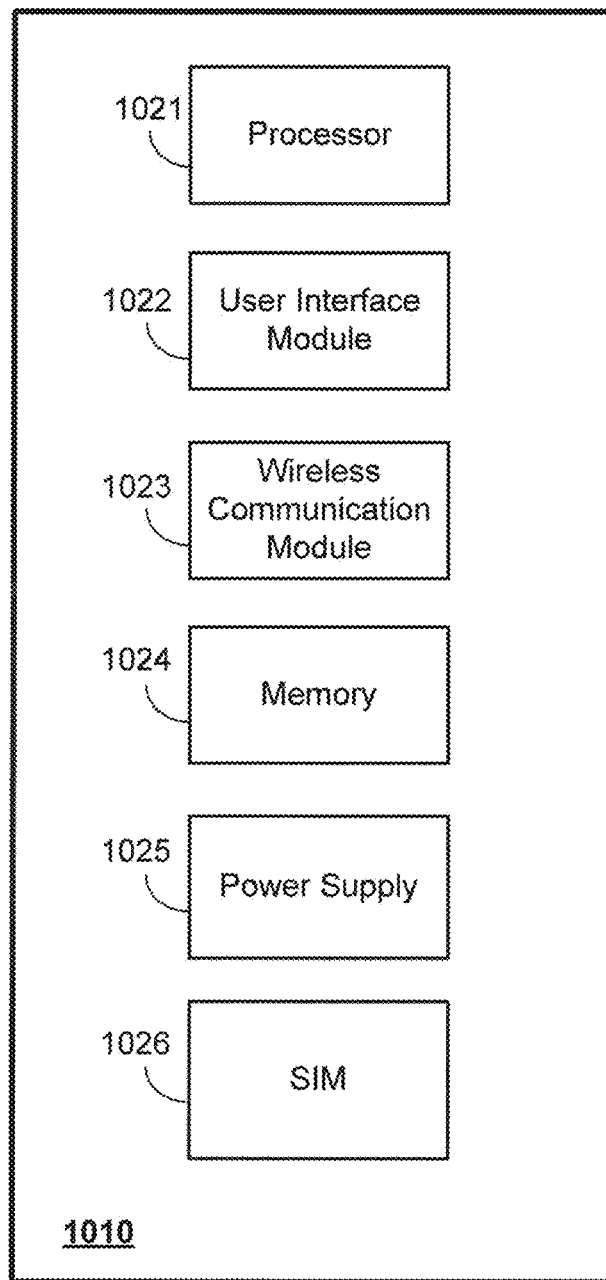 1021
Processor
1022
User Interface
Module
1023
Wireless
Communication
Module
1024
Memory
1025
Power Supply
1026
SIM
1010